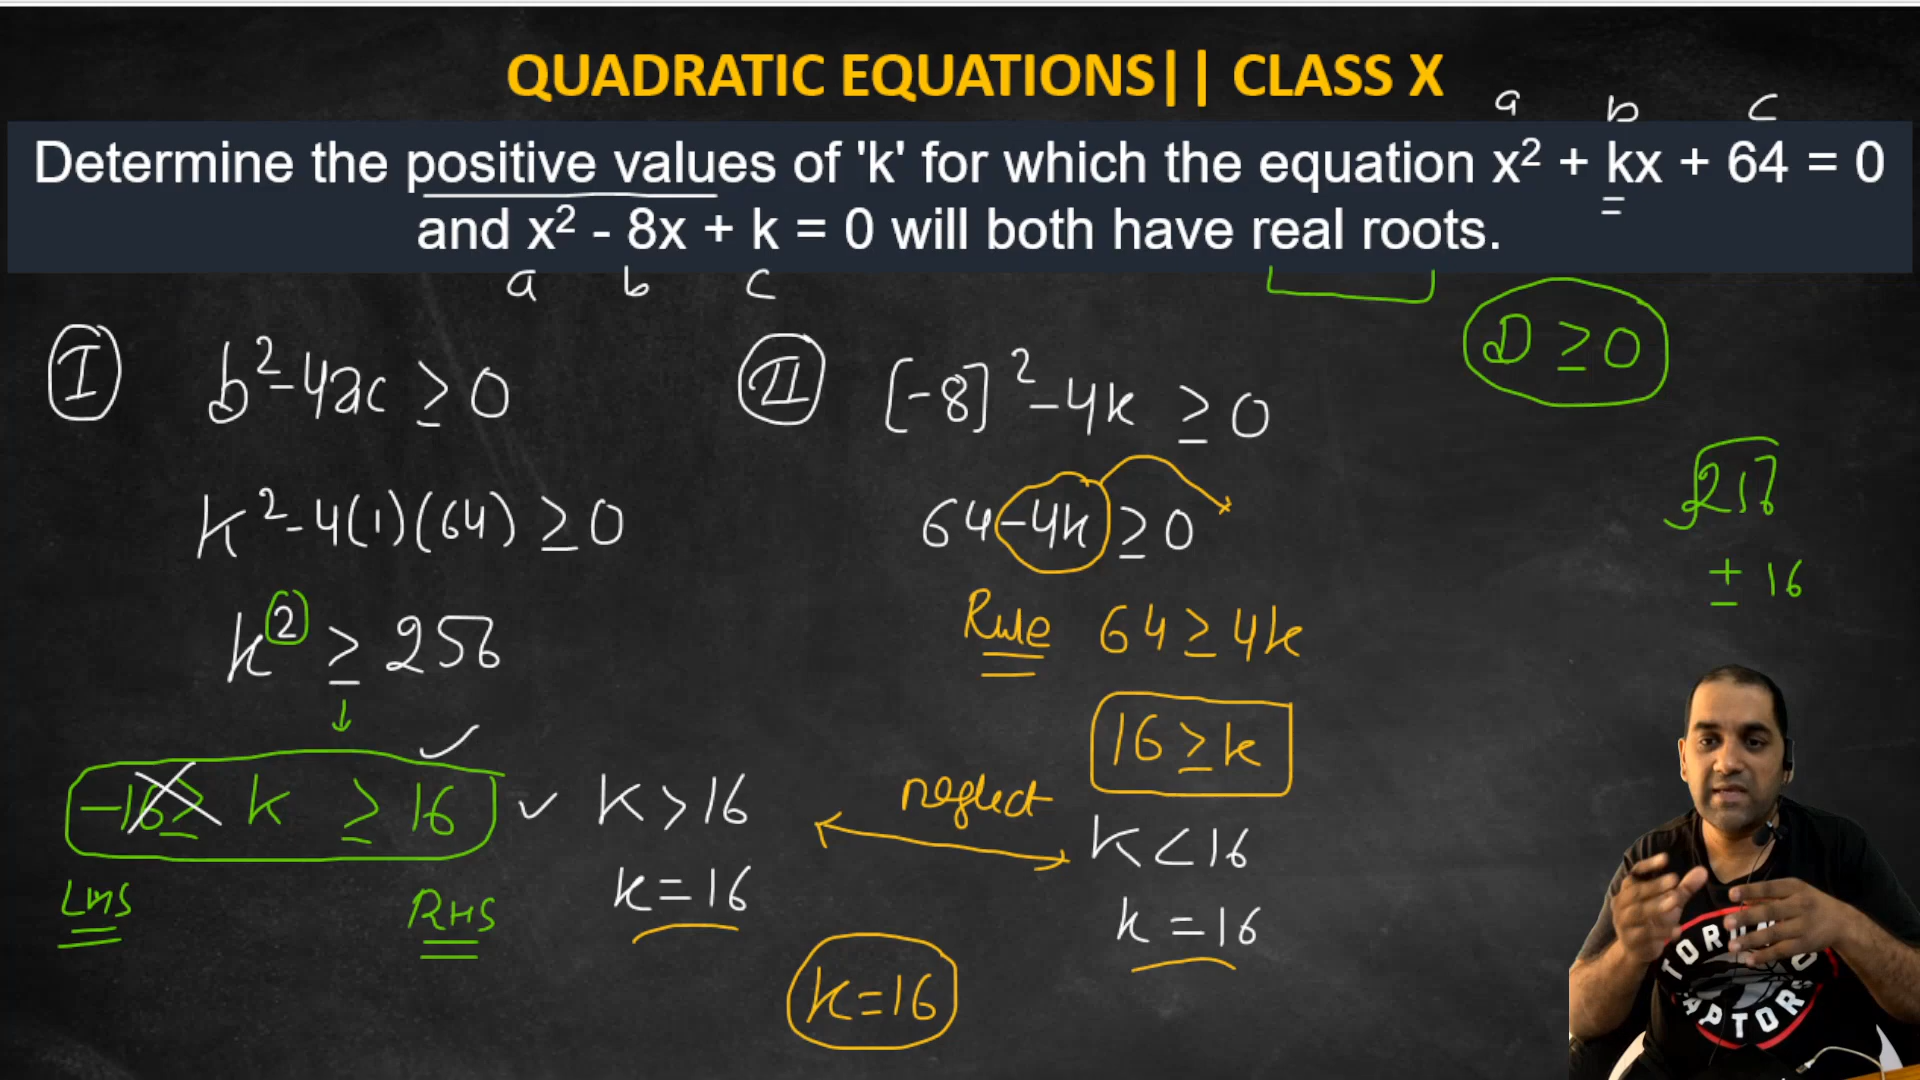 QUADRATIC EQUATIONS|| CLASS X
a b c
Determine the positive values of 'k' for which the equation x² + kx + 64 = 0
and x² - 8x + k = 0 will both have real roots.
a b c
D ≥ 0
I b² - 4ac ≥ 0
K² - 4(1)(64) ≥ 0
k² ≥ 256
↓
-16 ≥ k ≥ 16 ✓
LHS
RHS
✓ K > 16
k = 16
II [-8]² - 4k ≥ 0
64 - 4k ≥ 0
Rule 64 ≥ 4k
16 ≥ k
neglect
K < 16
k = 16
k = 16
√256
± 16
TORONTO
RAPTORS